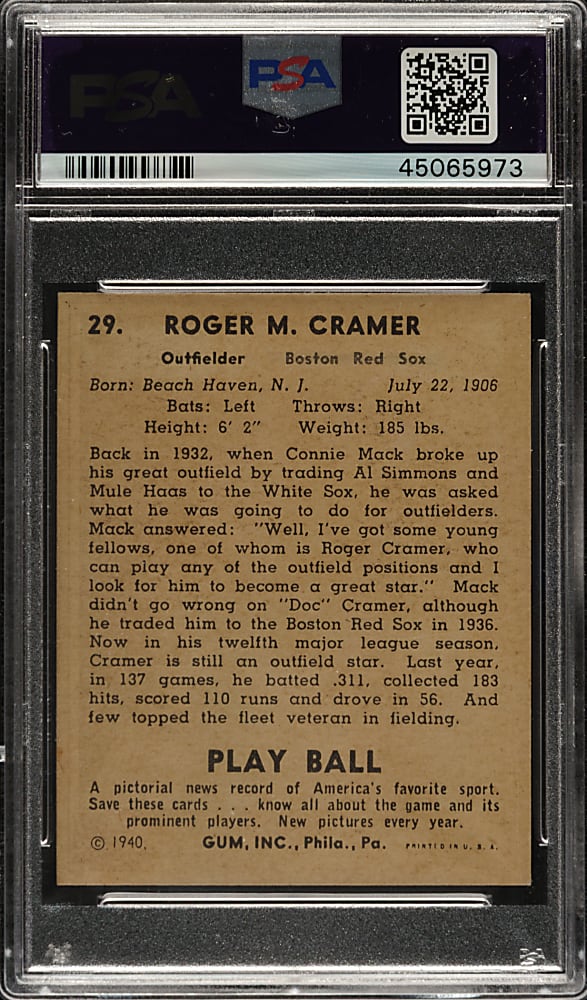 PSA
PSA
45065973
29. ROGER M. CRAMER
Outfielder Boston Red Sox
Born: Beach Haven, N. J. July 22, 1906
Bats: Left Throws: Right
Height: 6' 2" Weight: 185 lbs.
Back in 1932, when Connie Mack broke up
his great outfield by trading Al Simmons and
Mule Haas to the White Sox, he was asked
what he was going to do for outfielders.
Mack answered: "Well, I've got some young
fellows, one of whom is Roger Cramer, who
can play any of the outfield positions and I
look for him to become a great star." Mack
didn't go wrong on "Doc" Cramer, although
he traded him to the Boston Red Sox in 1936.
Now in his twelfth major league season,
Cramer is still an outfield star. Last year,
in 137 games, he batted .311, collected 183
hits, scored 110 runs and drove in 56. And
few topped the fleet veteran in fielding.
PLAY BALL
A pictorial news record of America's favorite sport.
Save these cards . . . know all about the game and its
prominent players. New pictures every year.
© 1940, GUM, INC., Phila., Pa. PRINTED IN U. S. A.